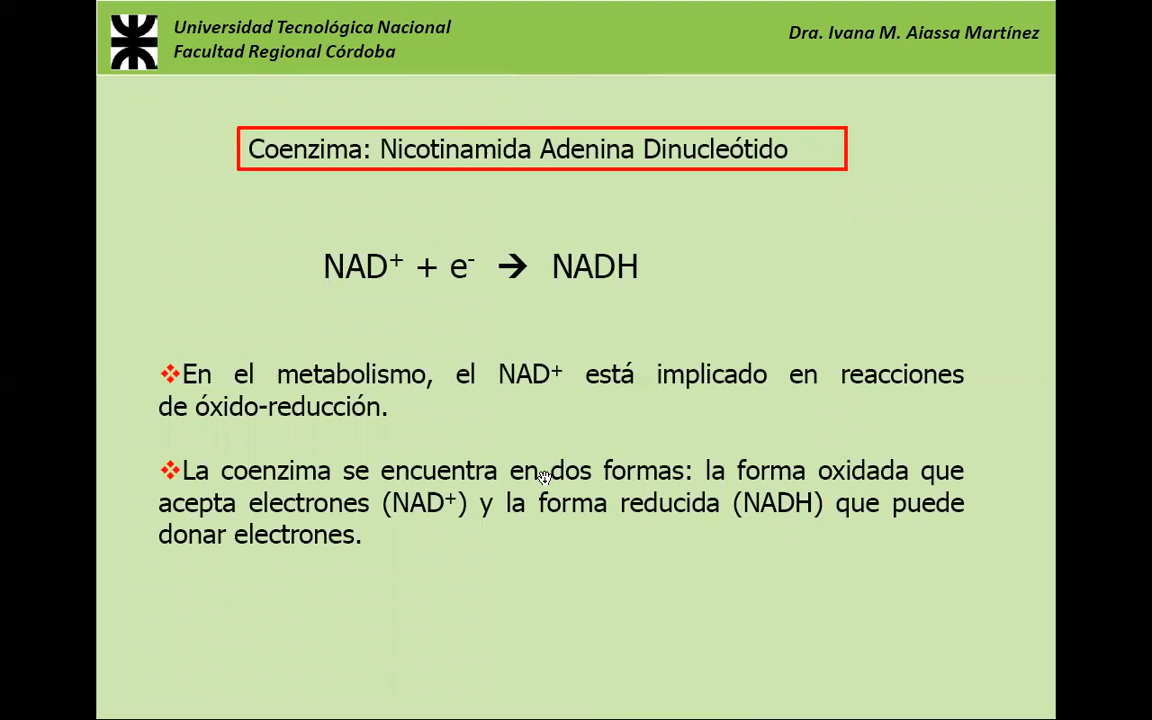 Universidad Tecnológica Nacional
Facultad Regional Córdoba
Dra. Ivana M. Aiassa Martínez
Coenzima: Nicotinamida Adenina Dinucleótido
NAD⁺ + e⁻ → NADH
❖En el metabolismo, el NAD⁺ está implicado en reacciones
de óxido-reducción.
❖La coenzima se encuentra en dos formas: la forma oxidada que
acepta electrones (NAD⁺) y la forma reducida (NADH) que puede
donar electrones.